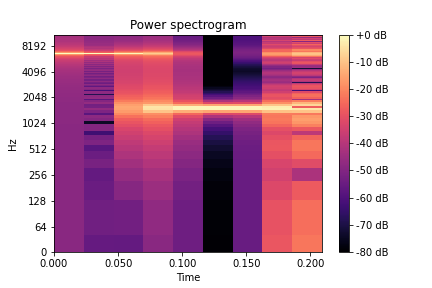 Power spectrogram
8192
4096
2048
1024
512
256
128
64
0
Hz
0.000 0.050 0.100 0.150 0.200
Time
+0 dB
-10 dB
-20 dB
-30 dB
-40 dB
-50 dB
-60 dB
-70 dB
-80 dB